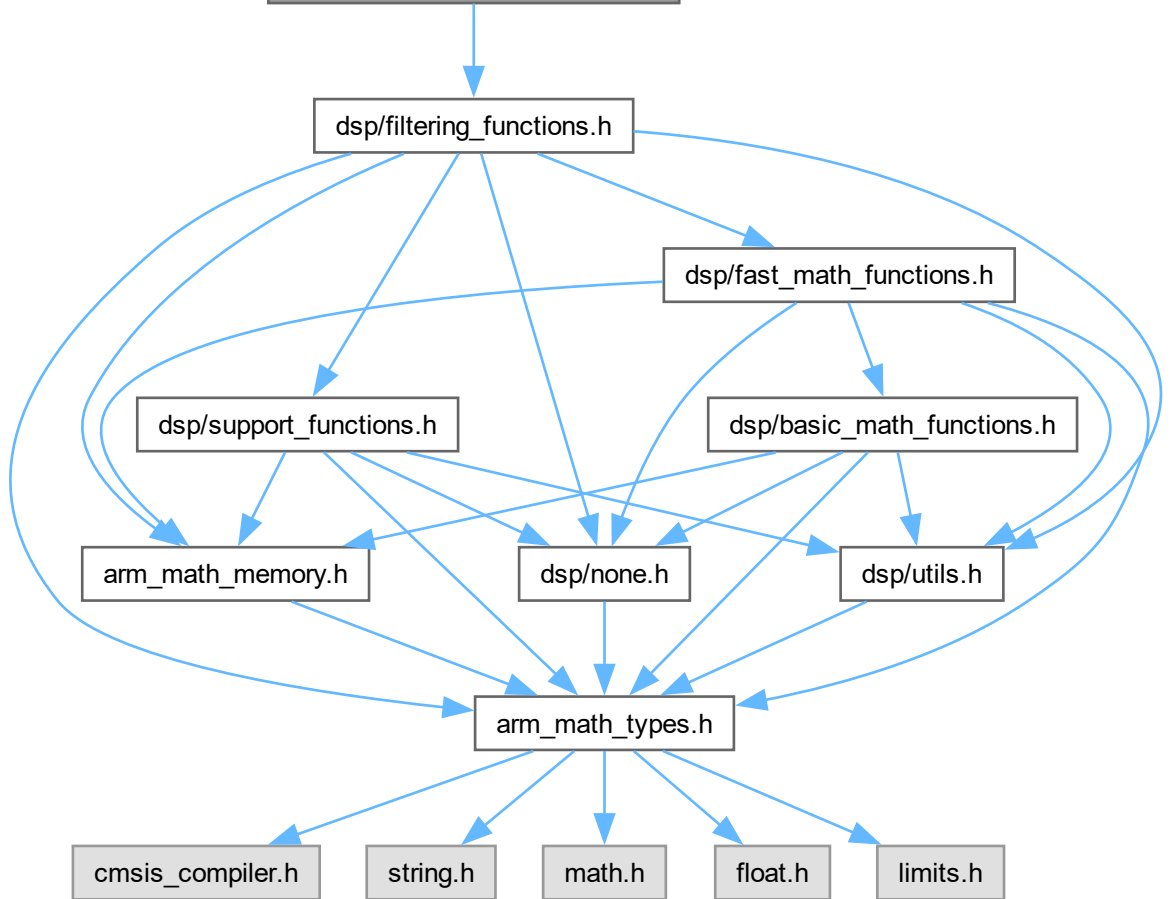 dsp/filtering_functions.h
dsp/fast_math_functions.h
dsp/support_functions.h
dsp/basic_math_functions.h
arm_math_memory.h
dsp/none.h
dsp/utils.h
arm_math_types.h
cmsis_compiler.h
string.h
math.h
float.h
limits.h